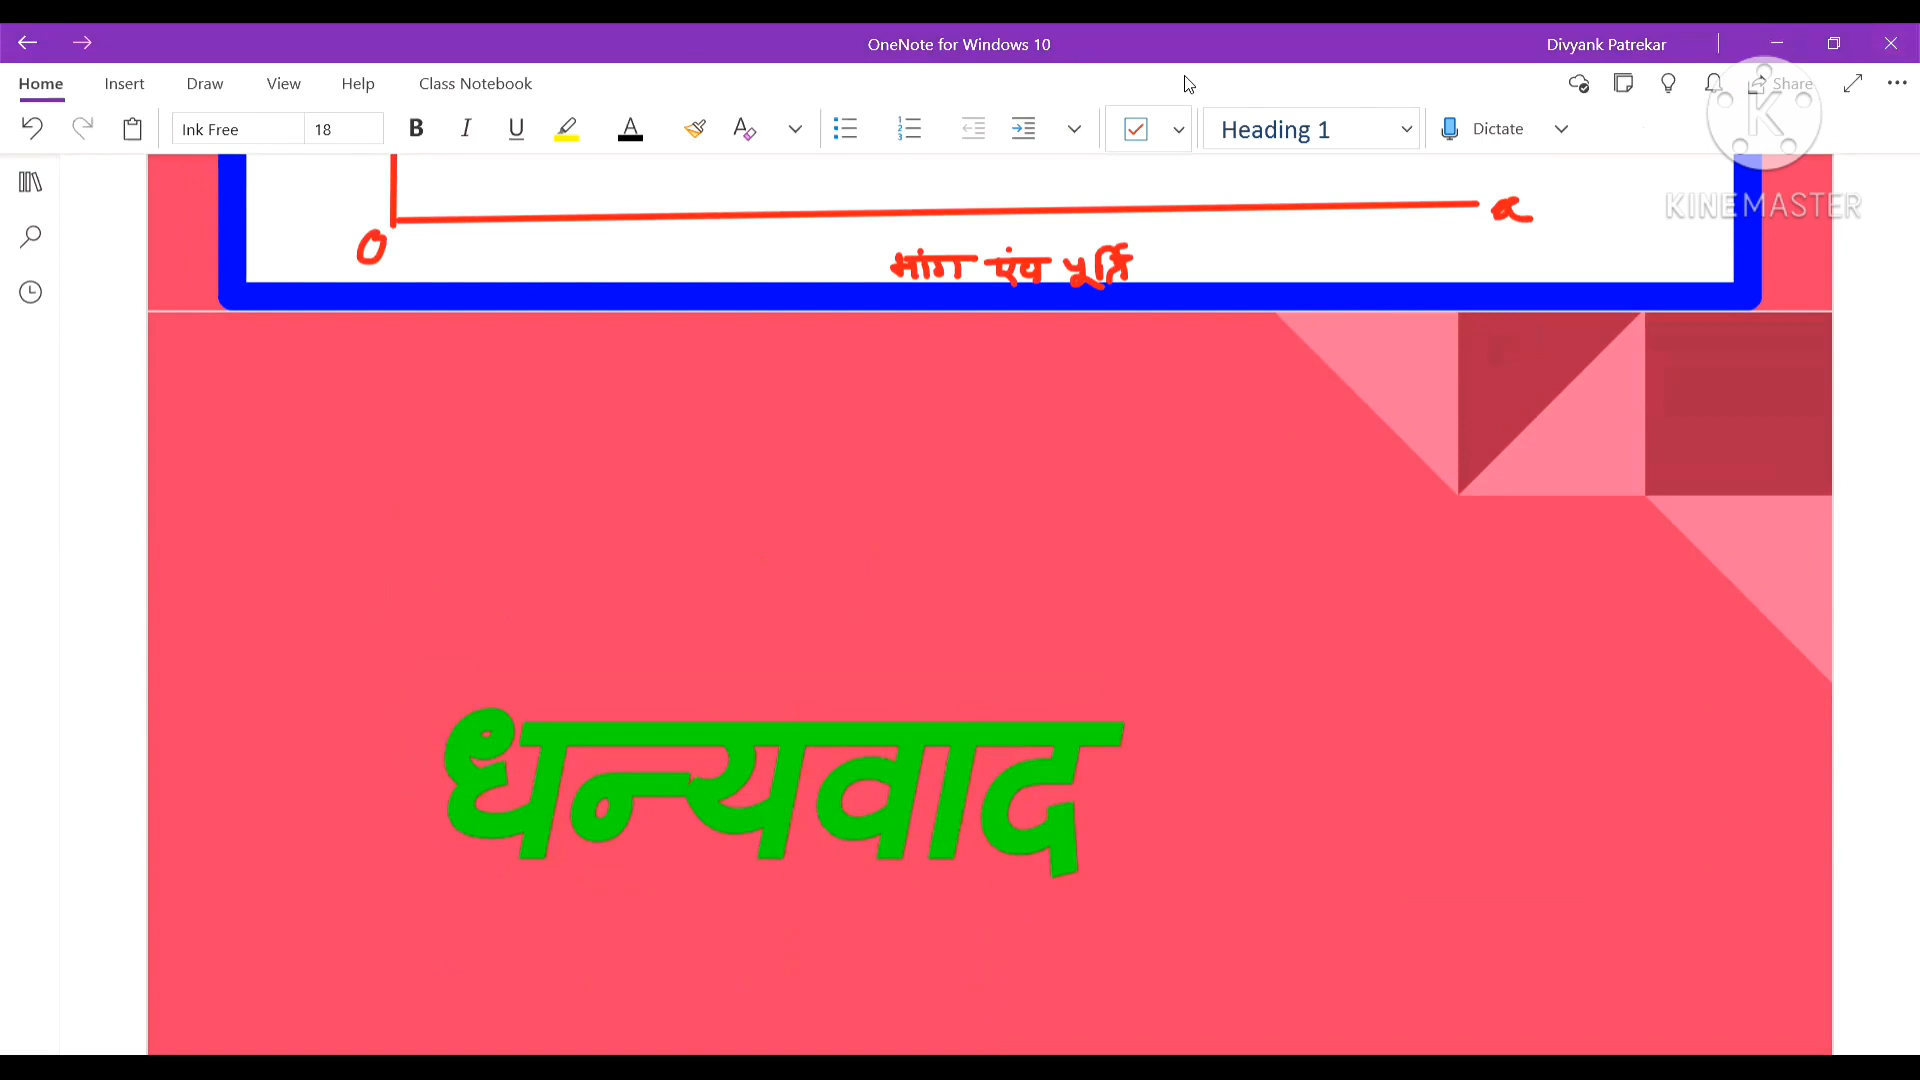 OneNote for Windows 10
Divyank Patrekar
Home Insert Draw View Help Class Notebook
Share
Ink Free 18 B I U A Heading 1 Dictate
K
KINEMASTER
0
x
मांग एंव पूर्ति
धन्यवाद